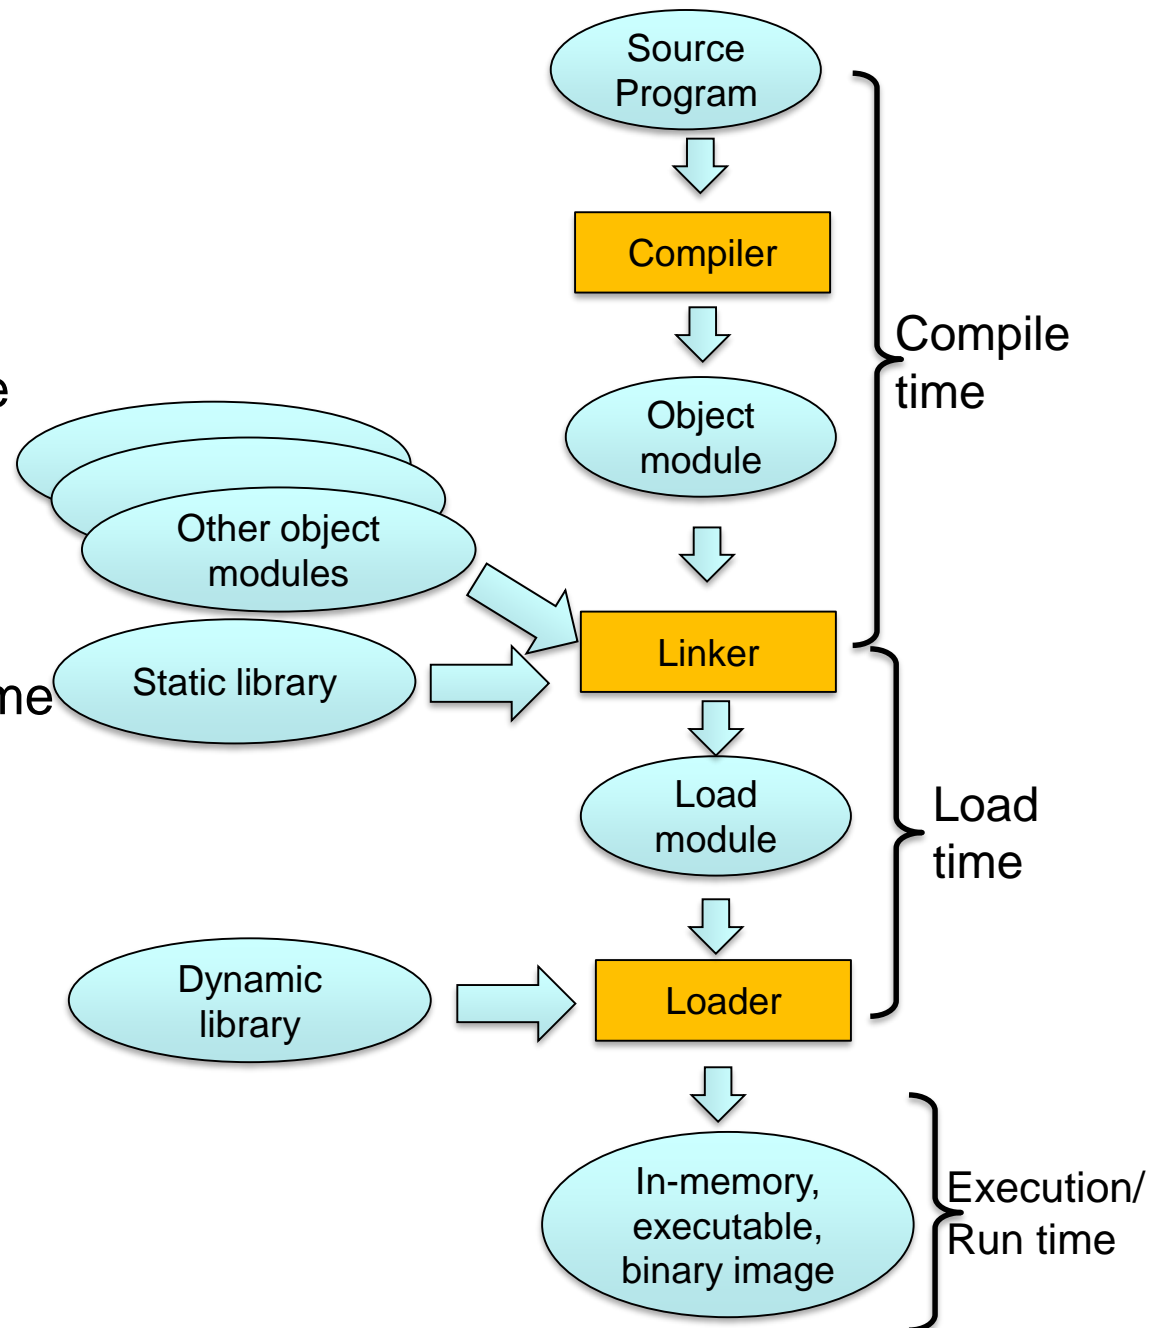 Source
Program
Compiler
Compile
time
Object
module
Other object
modules
Linker
Static library
Load
module
Load
time
Dynamic
library
Loader
In-memory,
executable,
binary image
Execution/
Run time